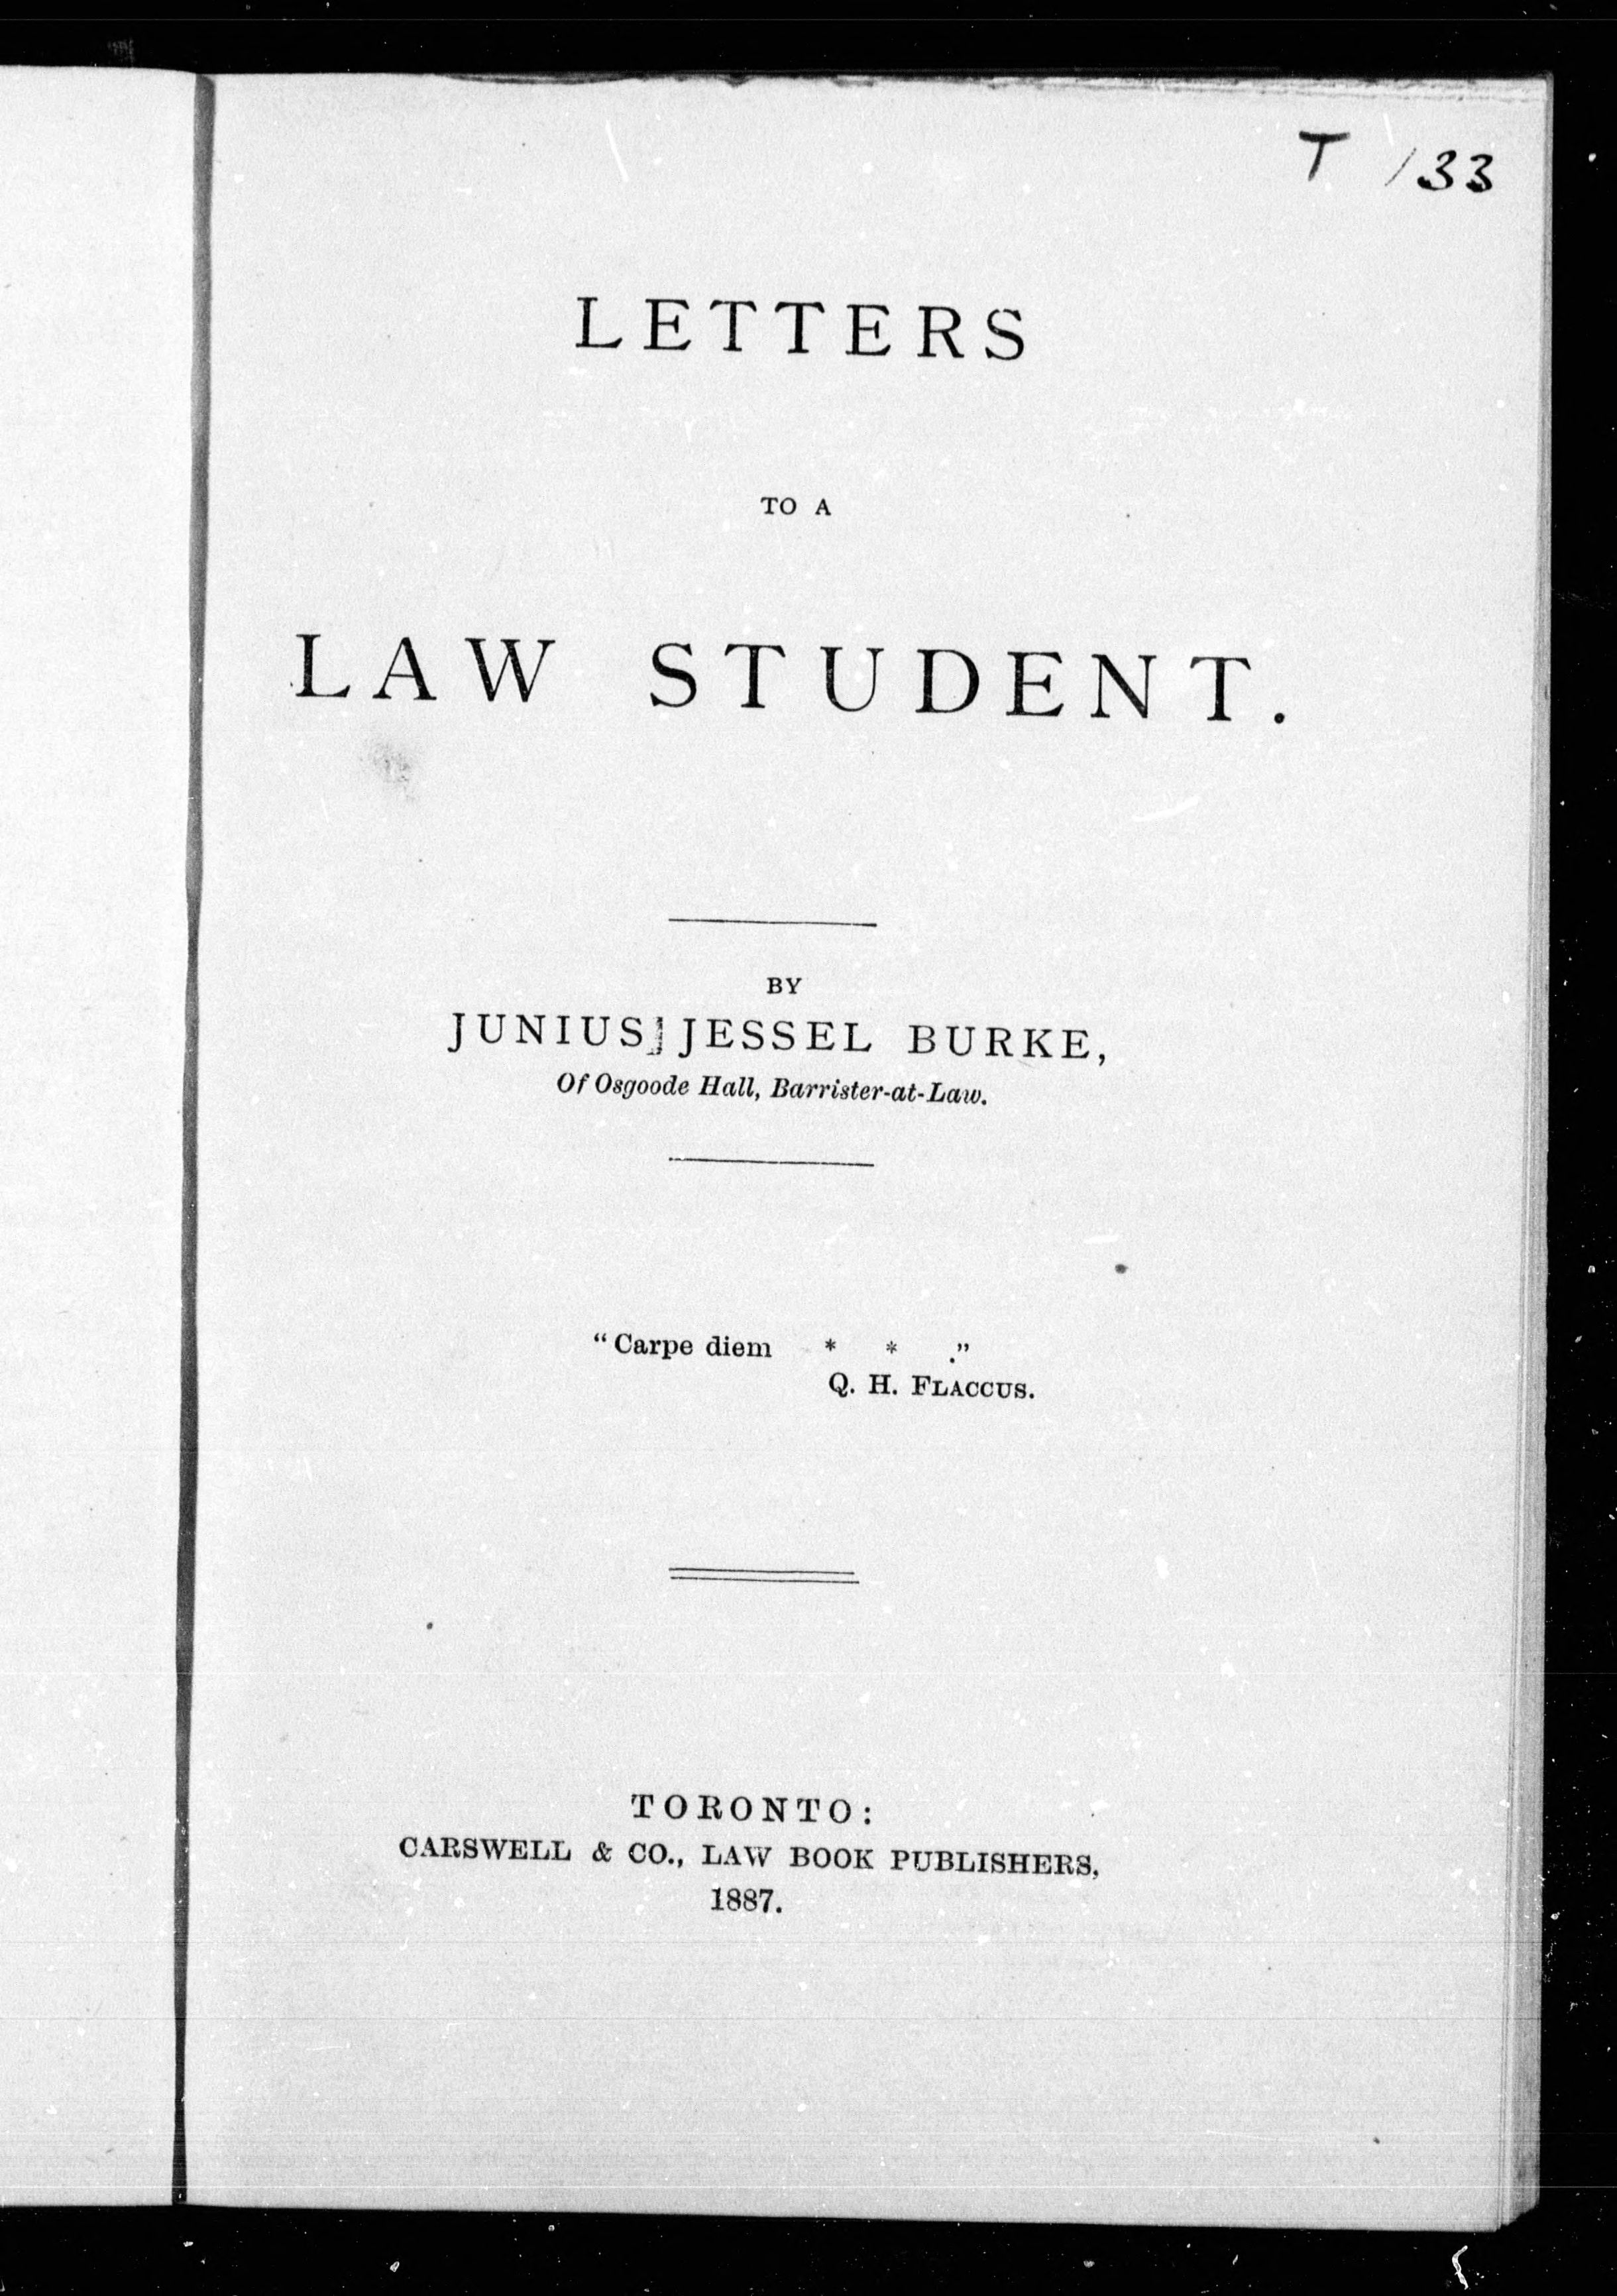 T 133
LETTERS
TO A
LAW STUDENT.
BY
JUNIUS JESSEL BURKE,
Of Osgoode Hall, Barrister-at-Law.
"Carpe diem * * ."
Q. H. FLACCUS.
TORONTO:
CARSWELL & CO., LAW BOOK PUBLISHERS,
1887.